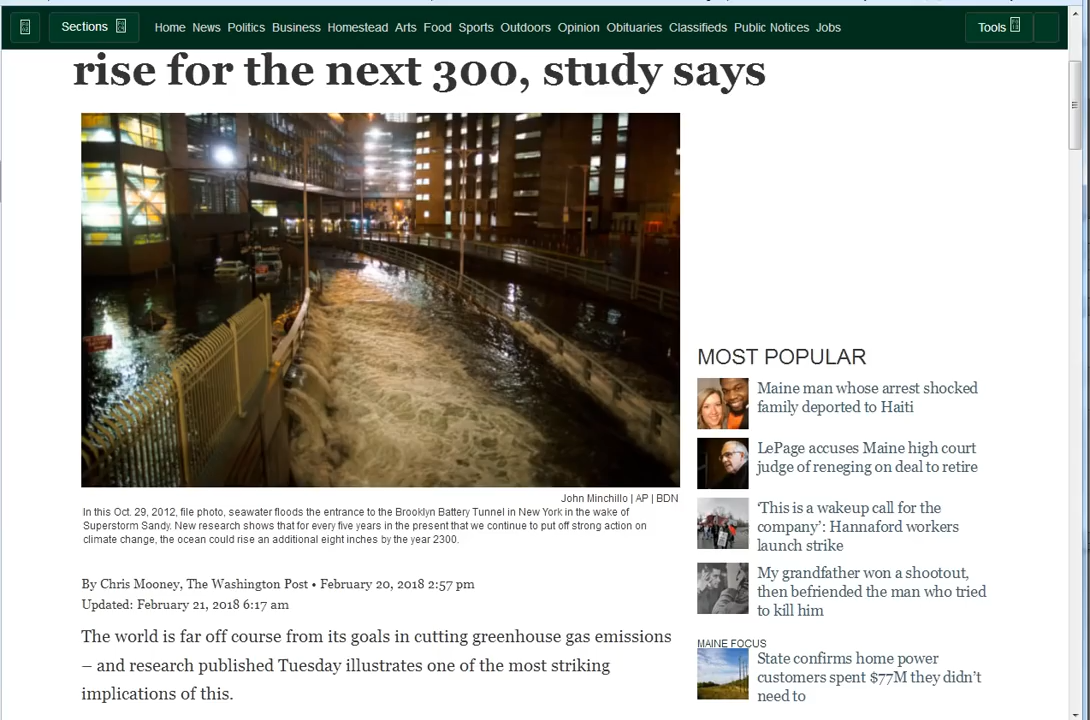 Sections
Home News Politics Business Homestead Arts Food Sports Outdoors Opinion Obituaries Classifieds Public Notices Jobs
Tools
rise for the next 300, study says
John Minchillo | AP | BDN
In this Oct. 29, 2012, file photo, seawater floods the entrance to the Brooklyn Battery Tunnel in New York in the wake of
Superstorm Sandy. New research shows that for every five years in the present that we continue to put off strong action on
climate change, the ocean could rise an additional eight inches by the year 2300.
By Chris Mooney, The Washington Post • February 20, 2018 2:57 pm
Updated: February 21, 2018 6:17 am
The world is far off course from its goals in cutting greenhouse gas emissions
– and research published Tuesday illustrates one of the most striking
implications of this.
MOST POPULAR
Maine man whose arrest shocked
family deported to Haiti
LePage accuses Maine high court
judge of reneging on deal to retire
‘This is a wakeup call for the
company’: Hannaford workers
launch strike
My grandfather won a shootout,
then befriended the man who tried
to kill him
MAINE FOCUS
State confirms home power
customers spent $77M they didn’t
need to